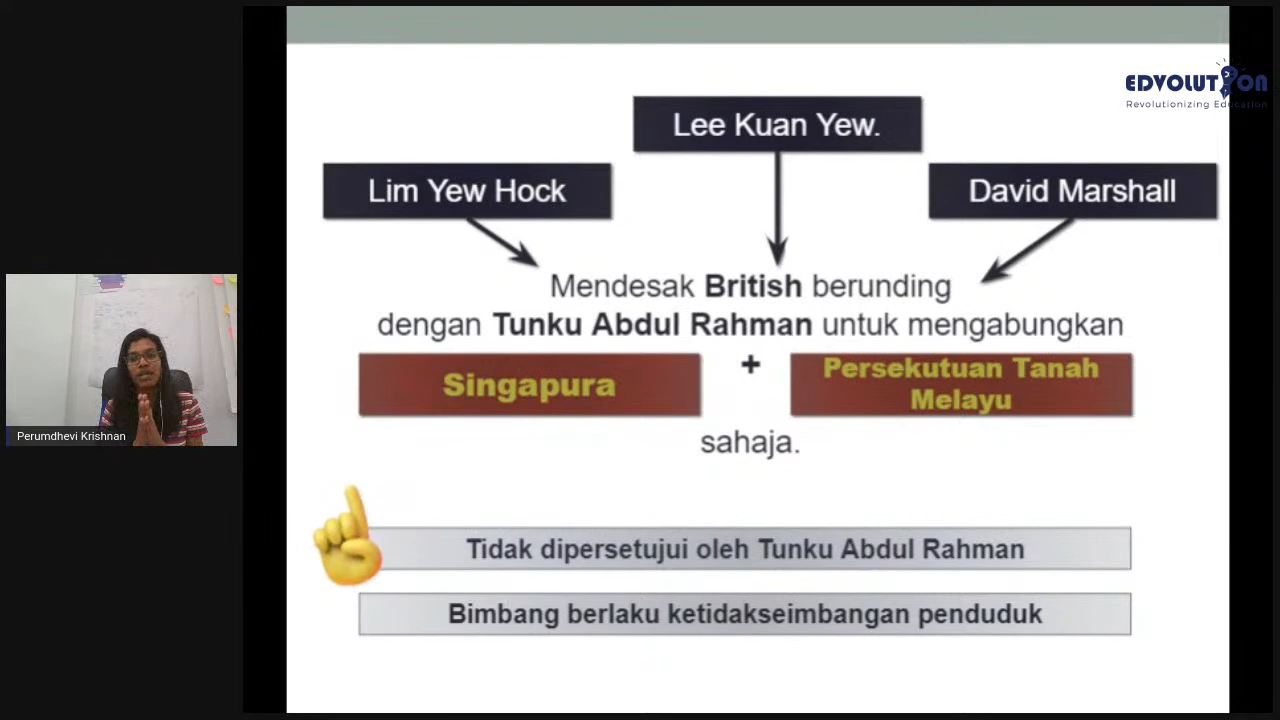 EDVOLUTION
Revolutionizing Education
Lee Kuan Yew.
Lim Yew Hock
David Marshall
Mendesak British berunding
dengan Tunku Abdul Rahman untuk mengabungkan
Singapura
+
Persekutuan Tanah
Melayu
sahaja.
Tidak dipersetujui oleh Tunku Abdul Rahman
Bimbang berlaku ketidakseimbangan penduduk
Perumdhevi Krishnan